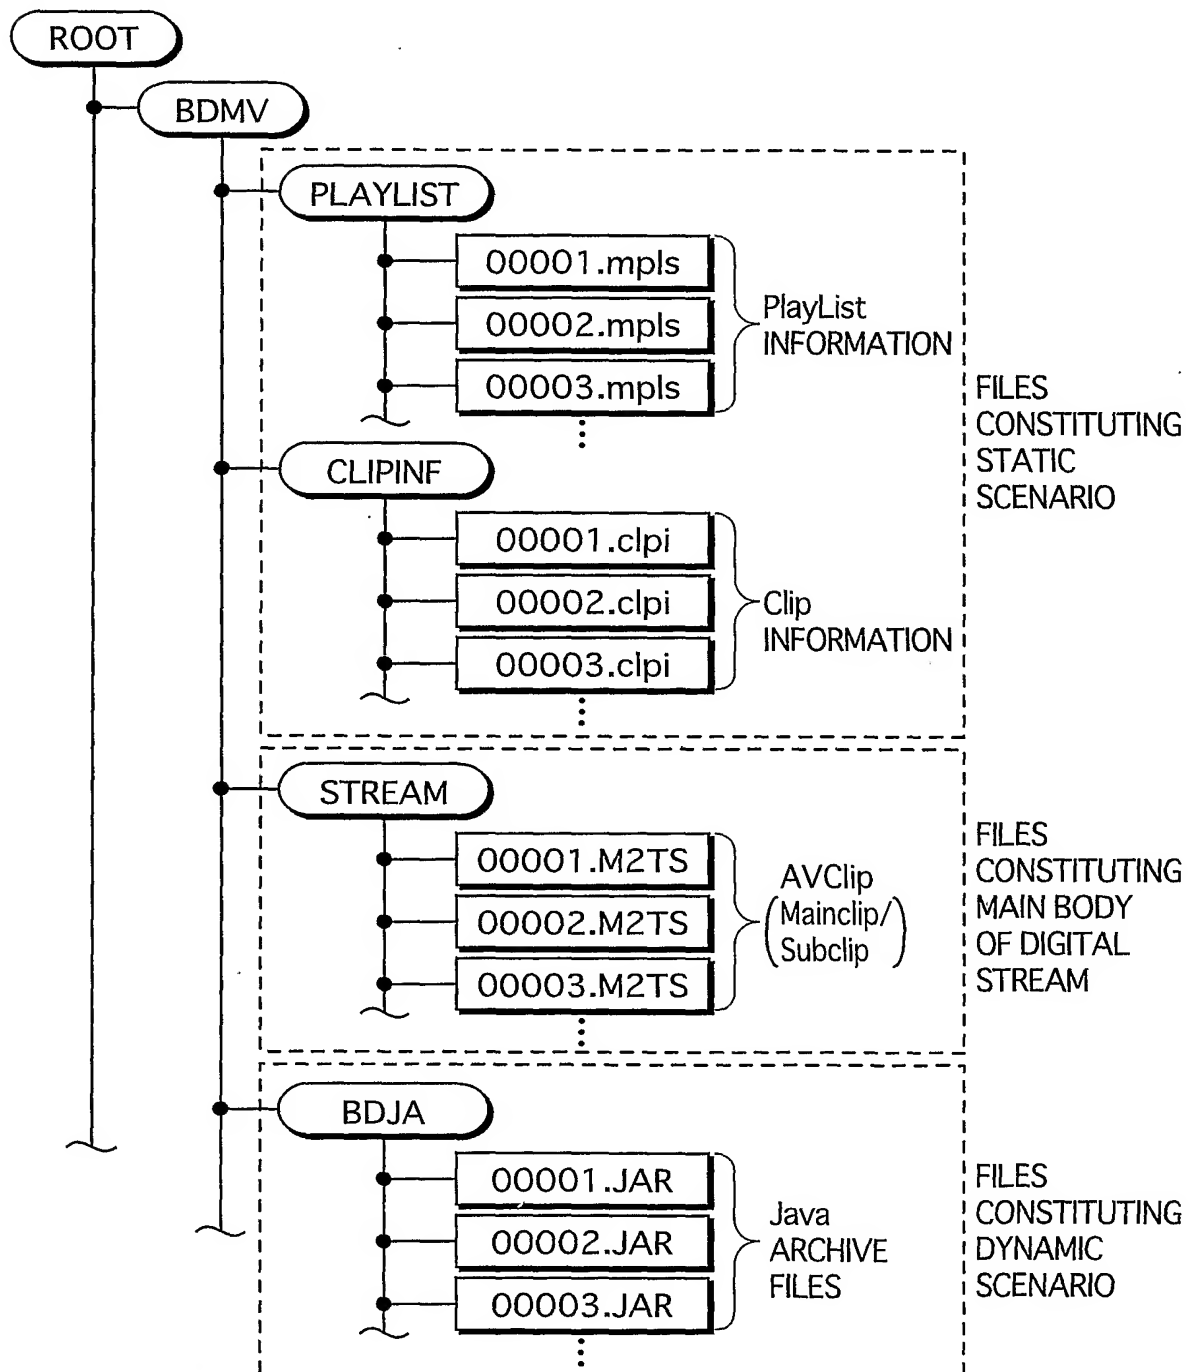 ROOT
BDMV
PLAYLIST
00001.mpls
00002.mpls
00003.mpls
PlayList
INFORMATION
CLIPINF
00001.clpi
00002.clpi
00003.clpi
Clip
INFORMATION
FILES
CONSTITUTING
STATIC
SCENARIO
STREAM
00001.M2TS
00002.M2TS
00003.M2TS
AVClip
(Mainclip/
Subclip)
FILES
CONSTITUTING
MAIN BODY
OF DIGITAL
STREAM
BDJA
00001.JAR
00002.JAR
00003.JAR
Java
ARCHIVE
FILES
FILES
CONSTITUTING
DYNAMIC
SCENARIO